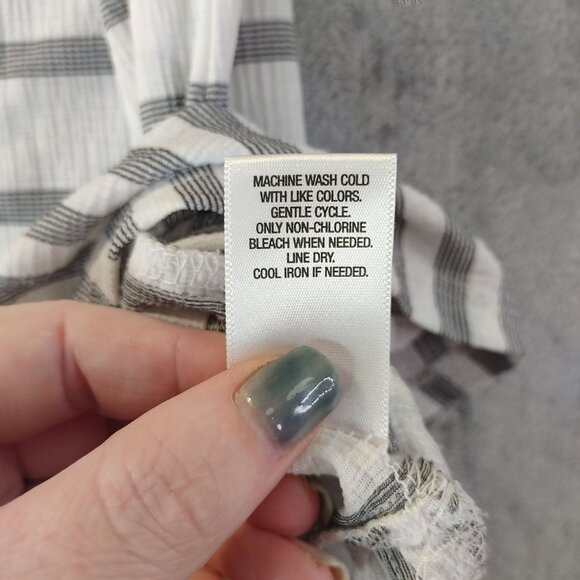 MACHINE WASH COLD
WITH LIKE COLORS.
GENTLE CYCLE.
ONLY NON-CHLORINE
BLEACH WHEN NEEDED.
LINE DRY.
COOL IRON IF NEEDED.